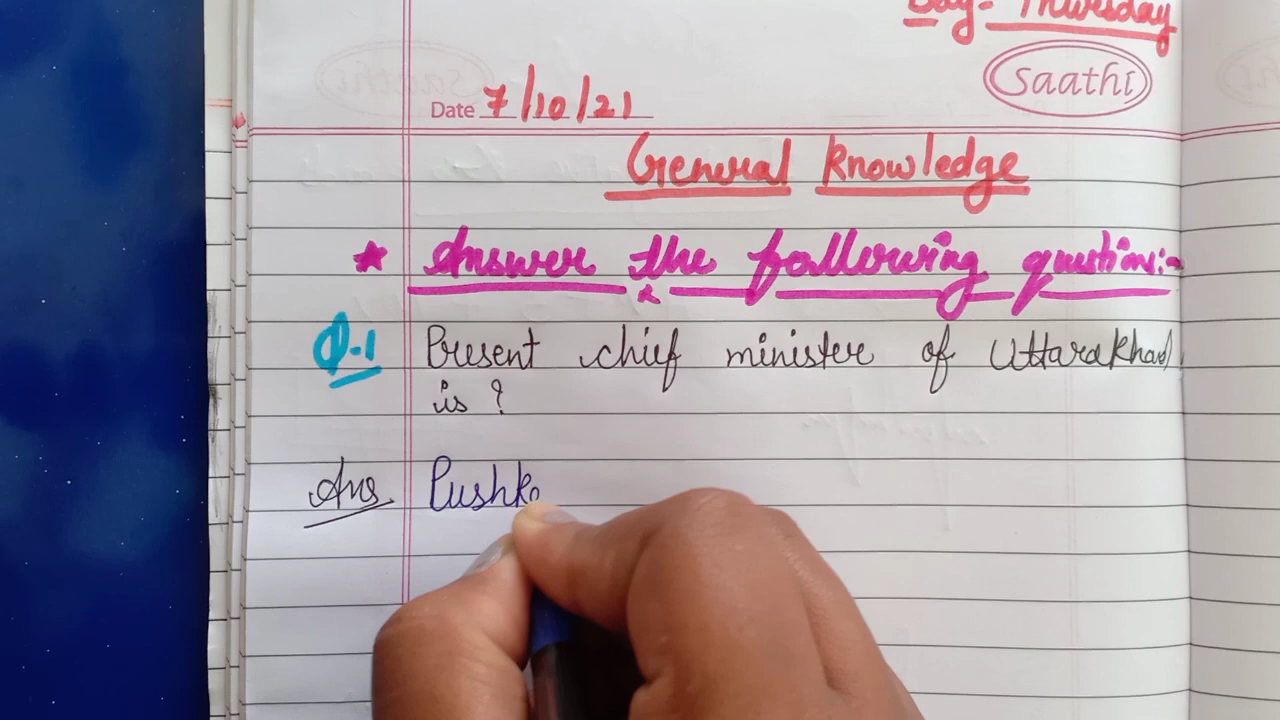 Day- Thursday
Saathi
Date 7/10/21
General Knowledge
★ Answer the following questions:-
Q.1 Present chief minister of Uttarakhand
is ?
Ans Pushka